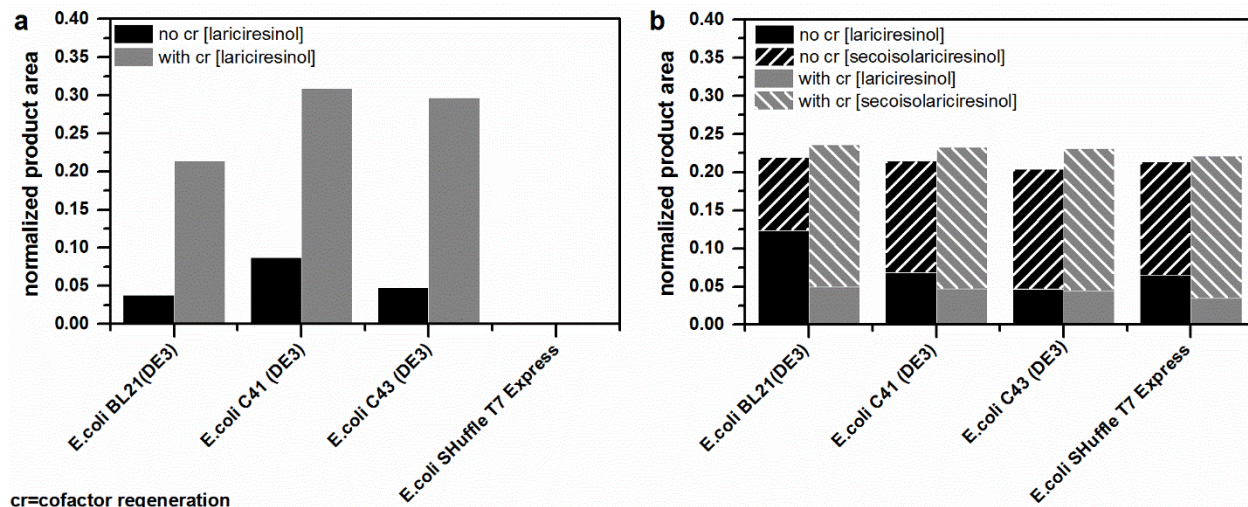 a
normalized product area
0.40
0.35
0.30
0.25
0.20
0.15
0.10
0.05
0.00
no cr [lariciresinol]
with cr [lariciresinol]
E.coli BL21(DE3)
E.coli C41 (DE3)
E.coli C43 (DE3)
E.coli SHuffle T7 Express
cr=cofactor regeneration
b
normalized product area
0.40
0.35
0.30
0.25
0.20
0.15
0.10
0.05
0.00
no cr [lariciresinol]
no cr [secoisolariciresinol]
with cr [lariciresinol]
with cr [secoisolariciresinol]
E.coli BL21(DE3)
E.coli C41 (DE3)
E.coli C43 (DE3)
E.coli SHuffle T7 Express